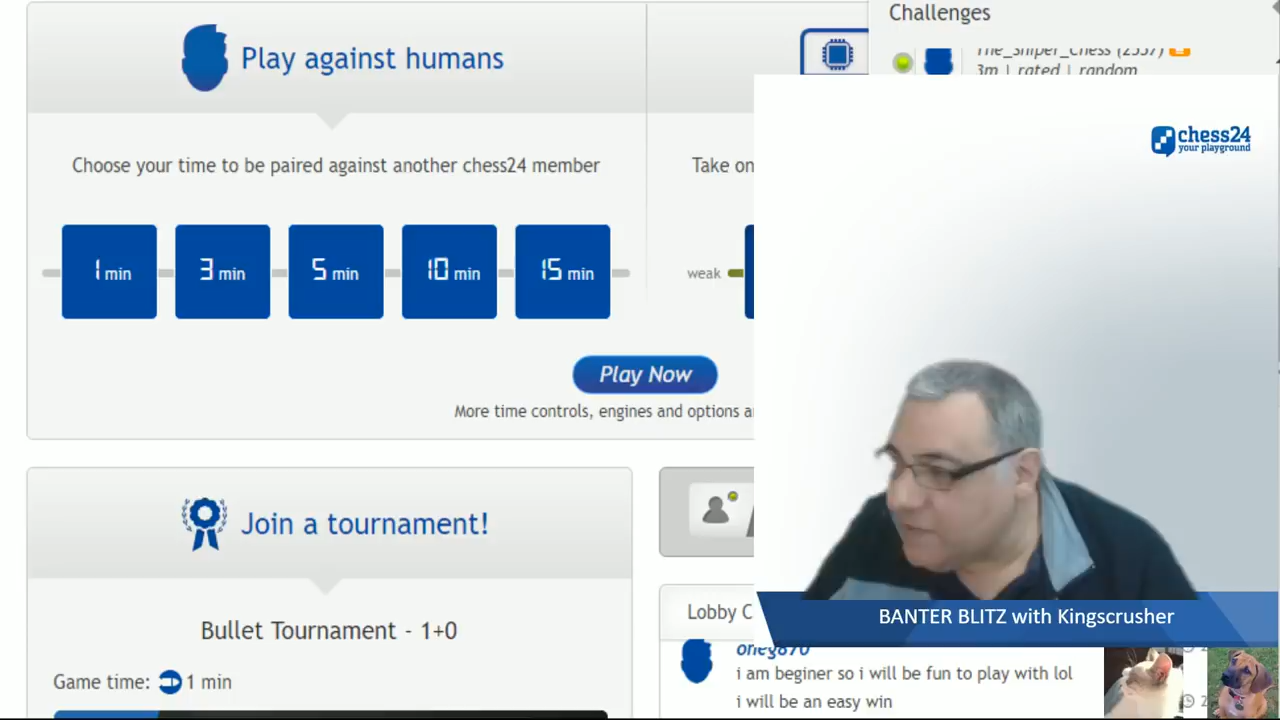 Play against humans
Challenges
The_Sniper_Chess (2557)
3m | rated | random
chess24
your playground
Choose your time to be paired against another chess24 member
Take on
1 min
3 min
5 min
10 min
15 min
weak
Play Now
More time controls, engines and options a
Join a tournament!
Bullet Tournament - 1+0
Game time: 1 min
Lobby C
BANTER BLITZ with Kingscrusher
oneg870
i am beginer so i will be fun to play with lol
i will be an easy win
2